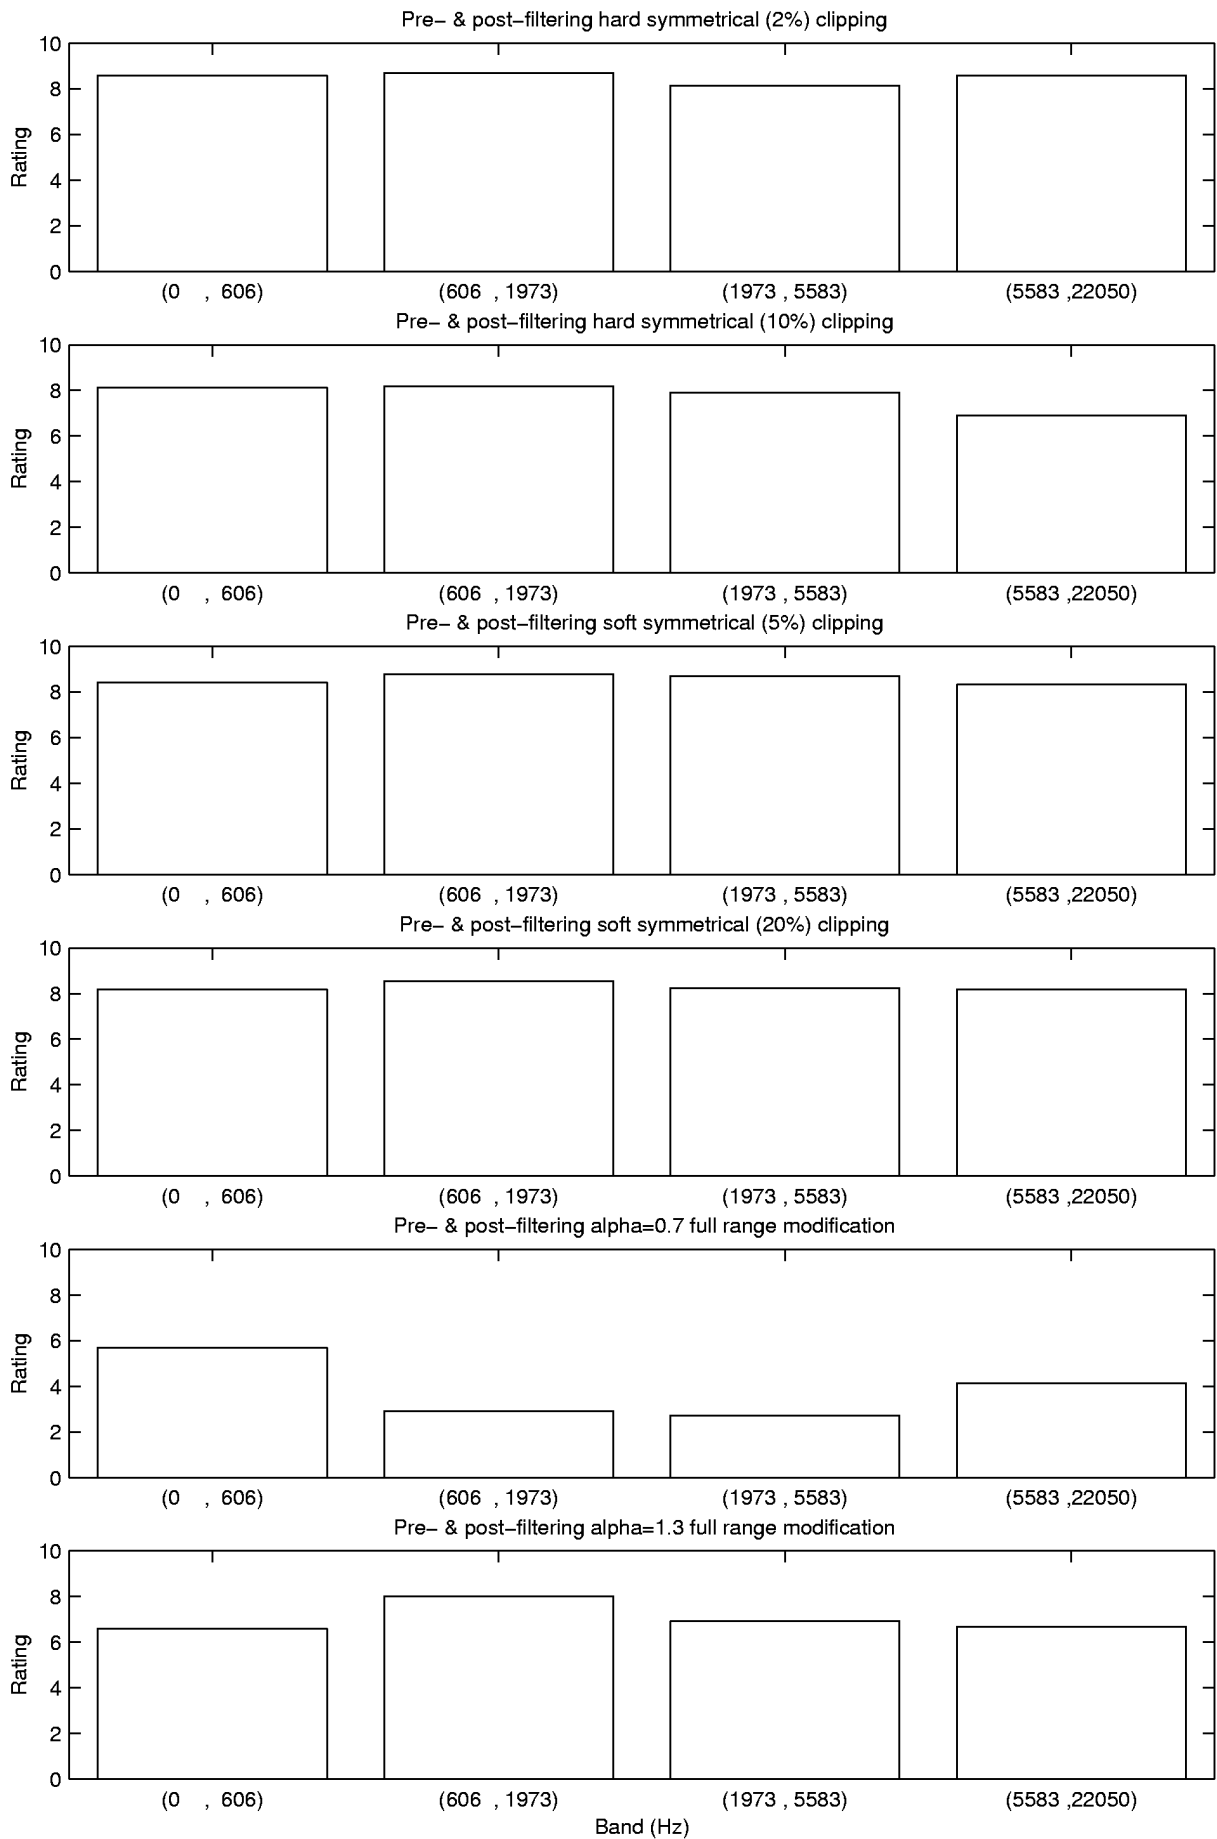 Pre- & post-filtering hard symmetrical (2%) clipping
10
8
6
4
2
0
Rating
(0 , 606) (606 , 1973) (1973 , 5583) (5583 ,22050)
Pre- & post-filtering hard symmetrical (10%) clipping
10
8
6
4
2
0
Rating
(0 , 606) (606 , 1973) (1973 , 5583) (5583 ,22050)
Pre- & post-filtering soft symmetrical (5%) clipping
10
8
6
4
2
0
Rating
(0 , 606) (606 , 1973) (1973 , 5583) (5583 ,22050)
Pre- & post-filtering soft symmetrical (20%) clipping
10
8
6
4
2
0
Rating
(0 , 606) (606 , 1973) (1973 , 5583) (5583 ,22050)
Pre- & post-filtering alpha=0.7 full range modification
10
8
6
4
2
0
Rating
(0 , 606) (606 , 1973) (1973 , 5583) (5583 ,22050)
Pre- & post-filtering alpha=1.3 full range modification
10
8
6
4
2
0
Rating
(0 , 606) (606 , 1973) (1973 , 5583) (5583 ,22050)
Band (Hz)